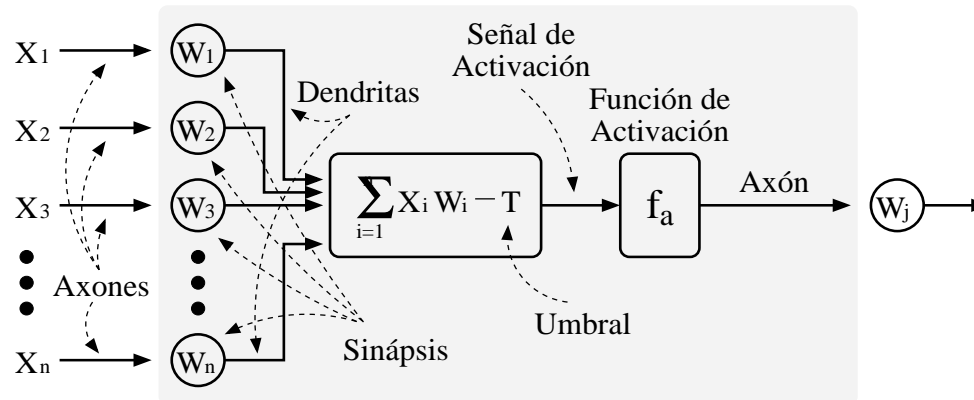 X1
W1
Señal de
Activación
Dendritas
Función de
Activación
X2
W2
X3
W3
∑ Xi Wi – T
i=1
fa
Axón
Wj
Axones
Umbral
Sinápsis
Xn
Wn